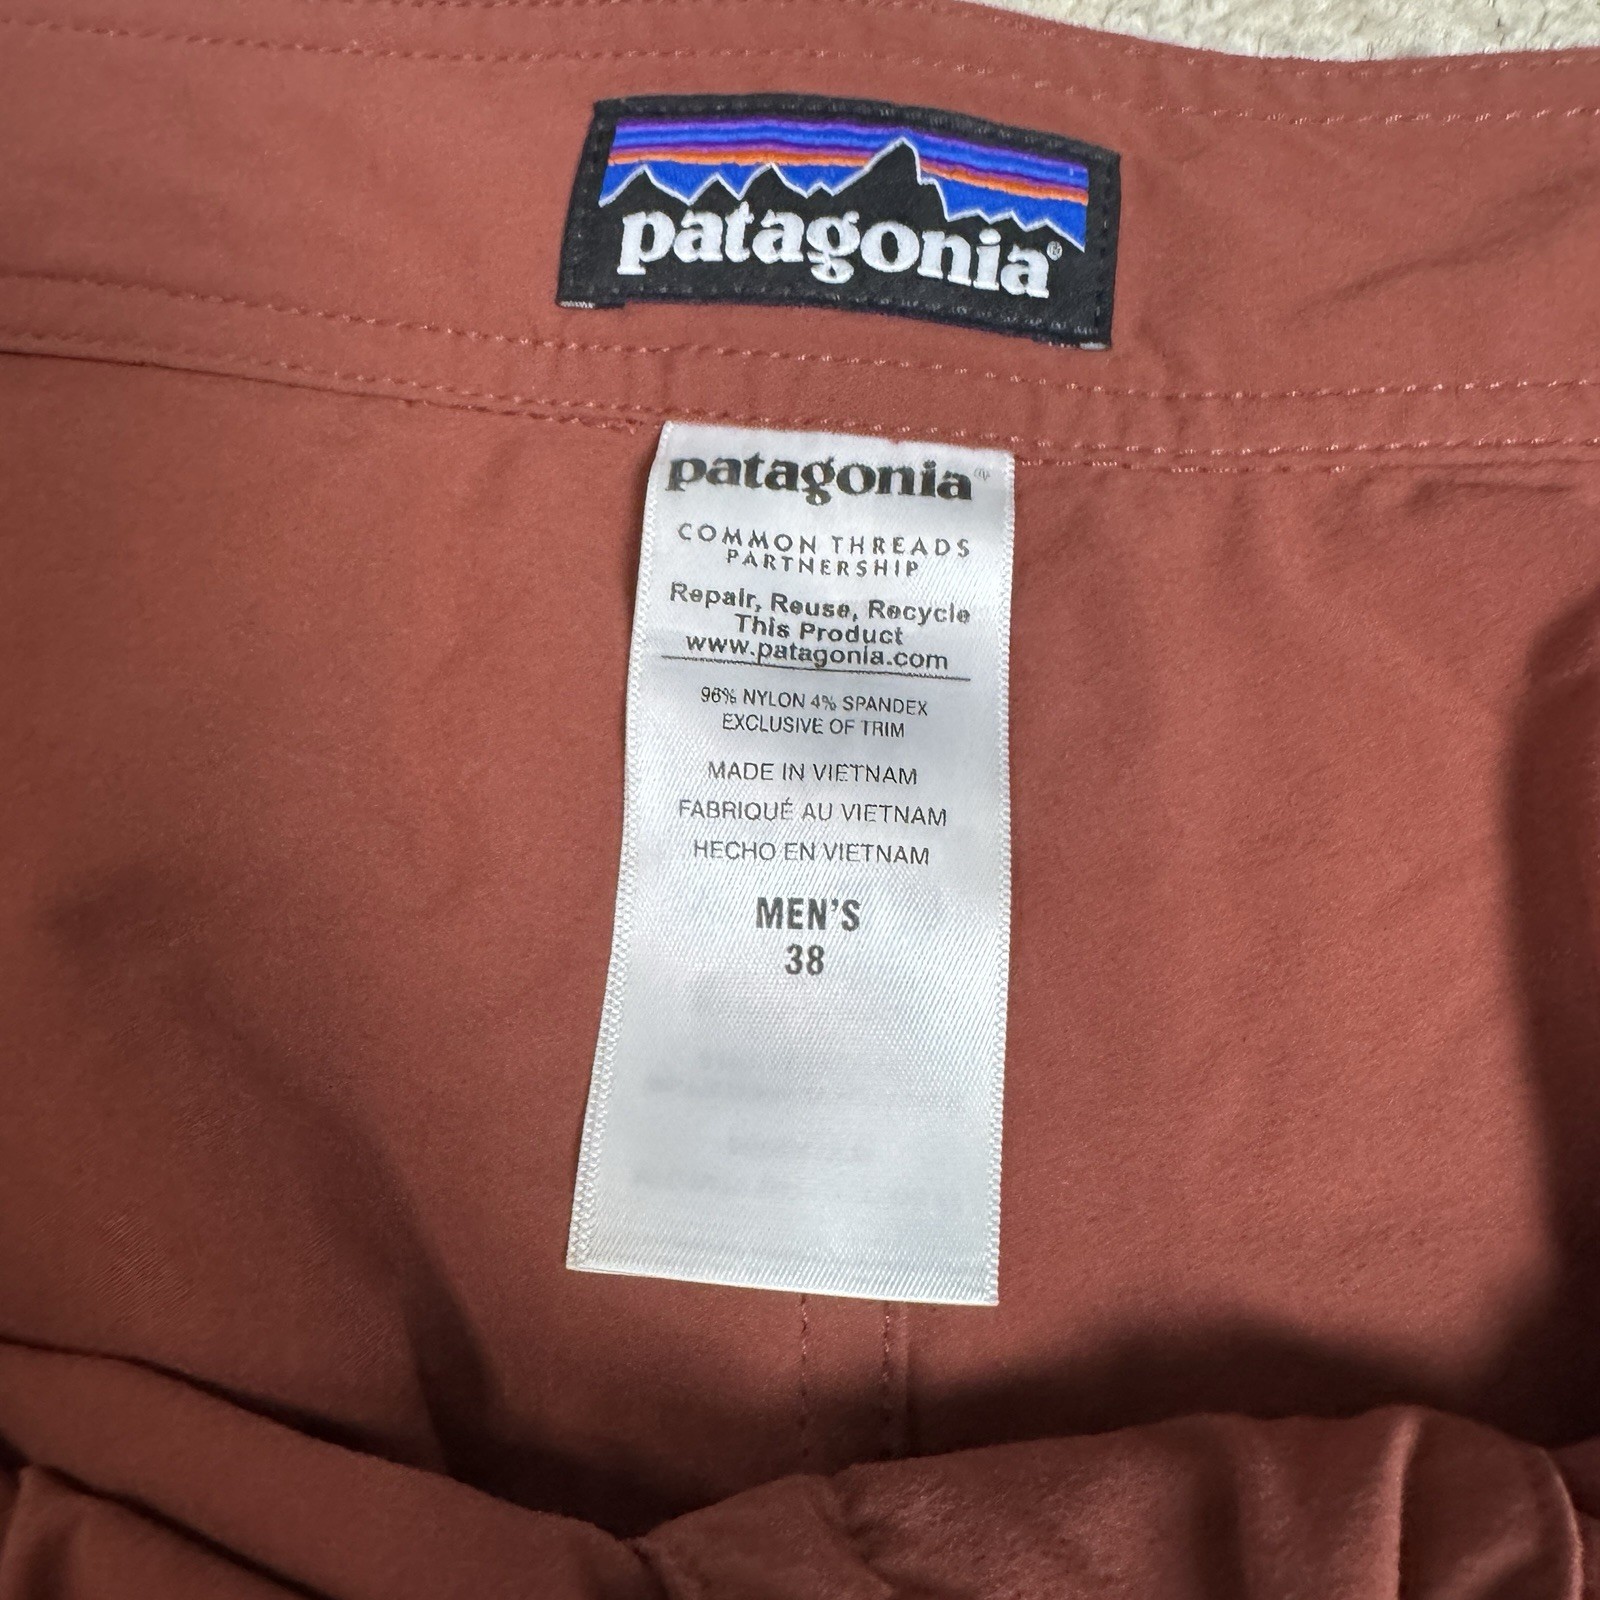 patagonia®
patagonia®
COMMON THREADS
PARTNERSHIP
Repair, Reuse, Recycle
This Product
www.patagonia.com
96% NYLON 4% SPANDEX
EXCLUSIVE OF TRIM
MADE IN VIETNAM
FABRIQUÉ AU VIETNAM
HECHO EN VIETNAM
MEN'S
38